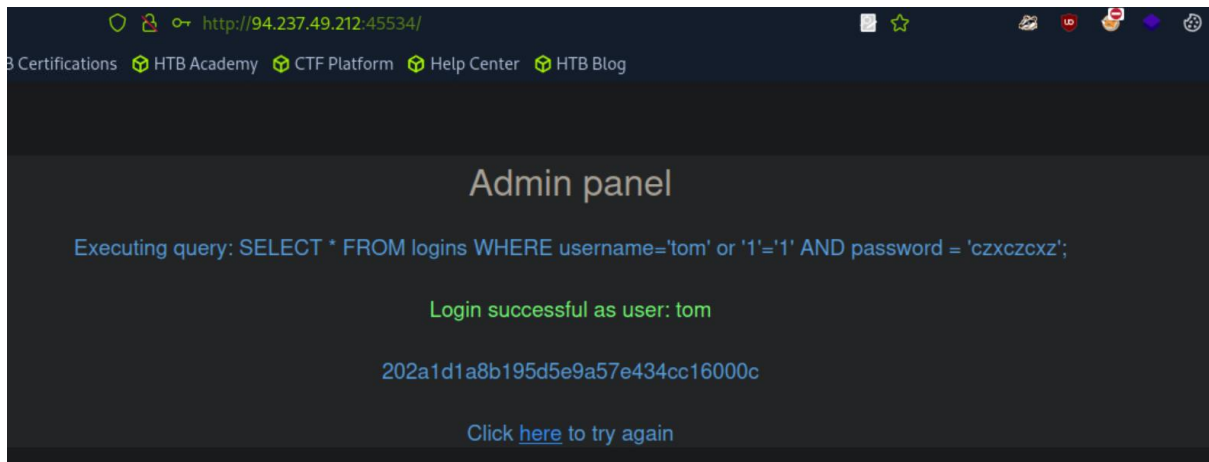 http://94.237.49.212:45534/
B Certifications HTB Academy CTF Platform Help Center HTB Blog
Admin panel
Executing query: SELECT * FROM logins WHERE username='tom' or '1'='1' AND password = 'czxczcxz';
Login successful as user: tom
202a1d1a8b195d5e9a57e434cc16000c
Click here to try again